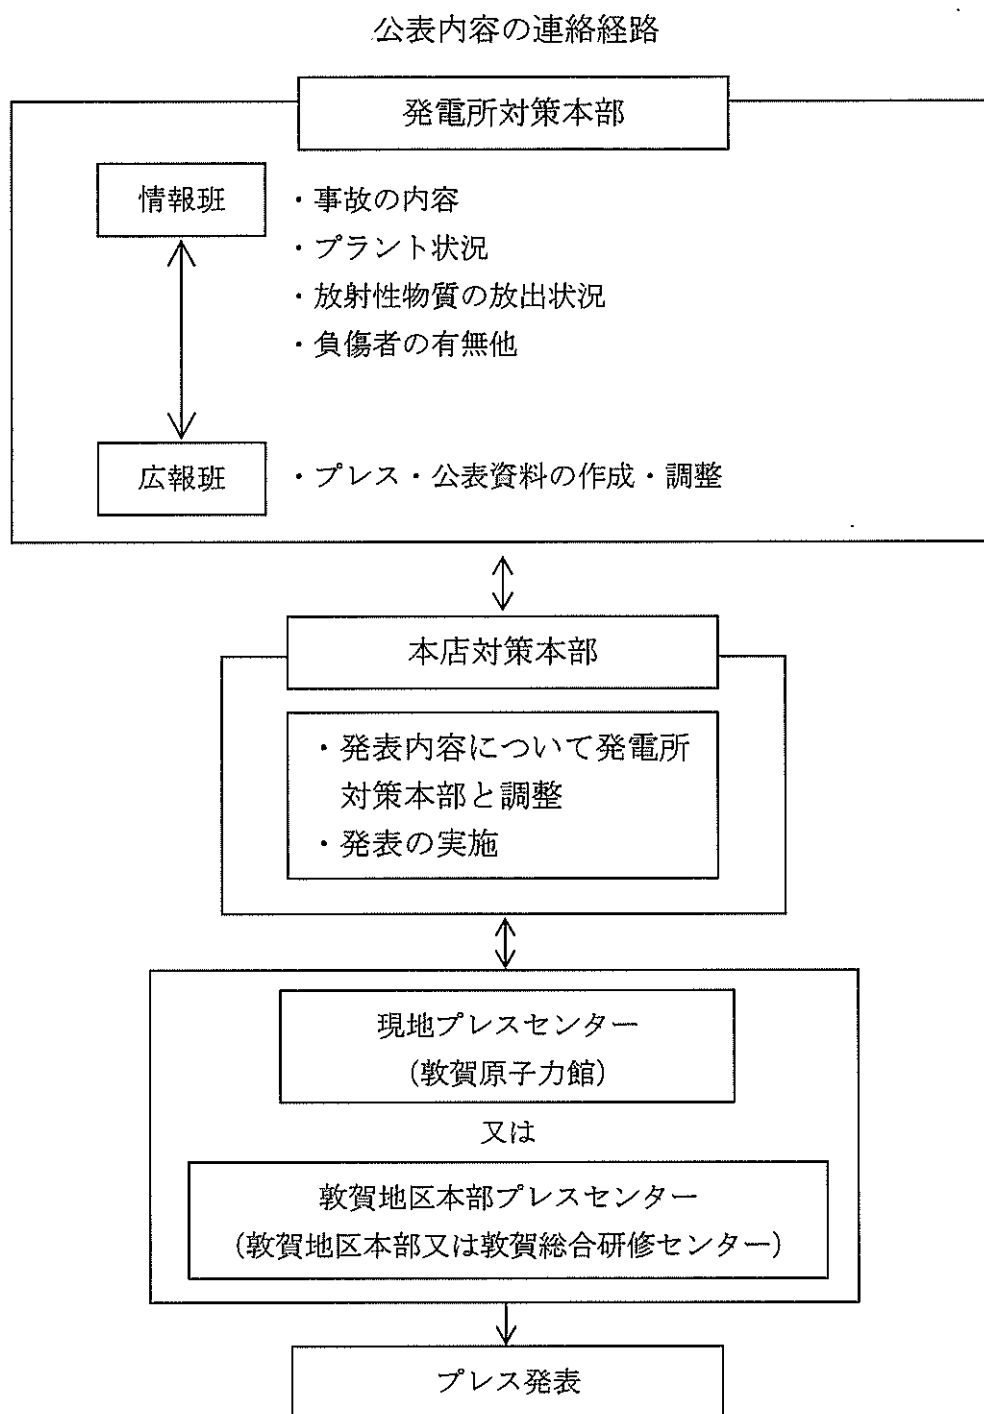 公表内容の連絡経路
発電所対策本部
情報班
・事故の内容
・プラント状況
・放射性物質の放出状況
・負傷者の有無他
広報班
・プレス・公表資料の作成・調整
本店対策本部
・発表内容について発電所
対策本部と調整
・発表の実施
現地プレスセンター
(敦賀原子力館)
又は
敦賀地区本部プレスセンター
(敦賀地区本部又は敦賀総合研修センター)
プレス発表